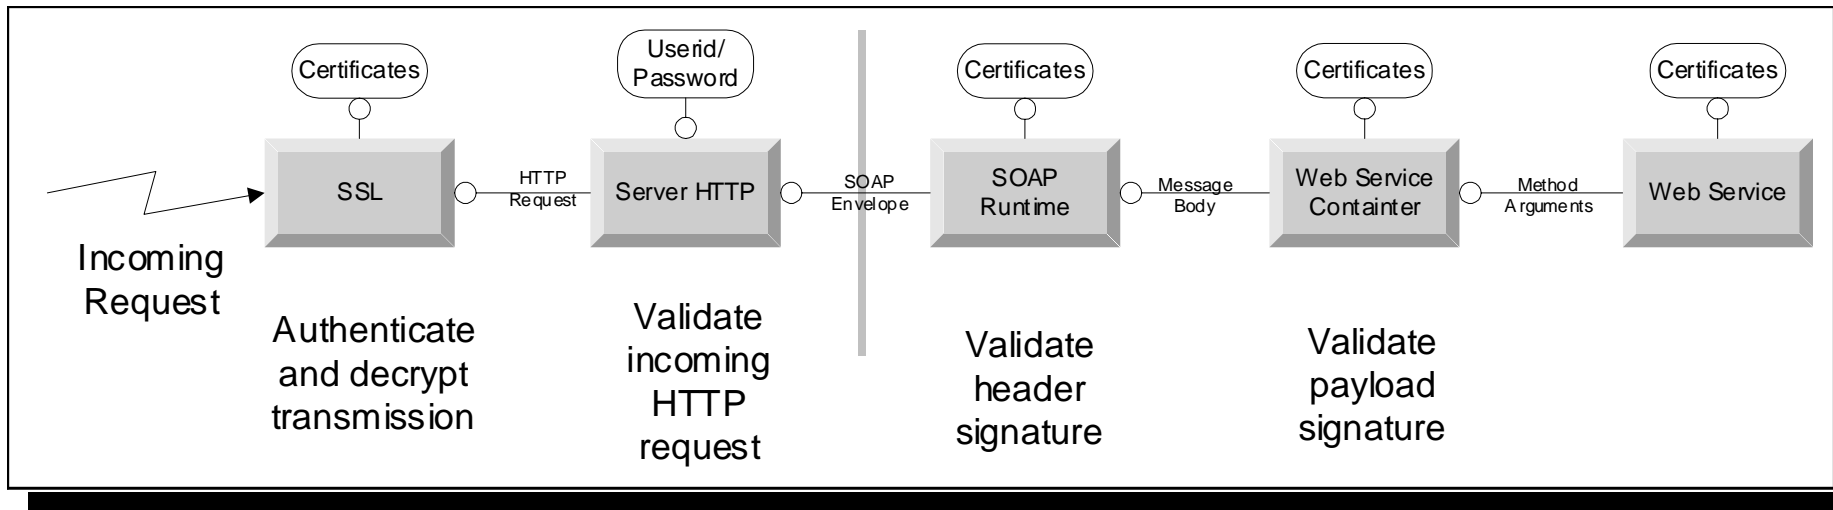 Certificates
Userid/
Password
Certificates
Certificates
Certificates
SSL
HTTP
Request
Server HTTP
SOAP
Envelope
SOAP
Runtime
Message
Body
Web Service
Containter
Method
Arguments
Web Service
Incoming
Request
Authenticate
and decrypt
transmission
Validate
incoming
HTTP
request
Validate
header
signature
Validate
payload
signature